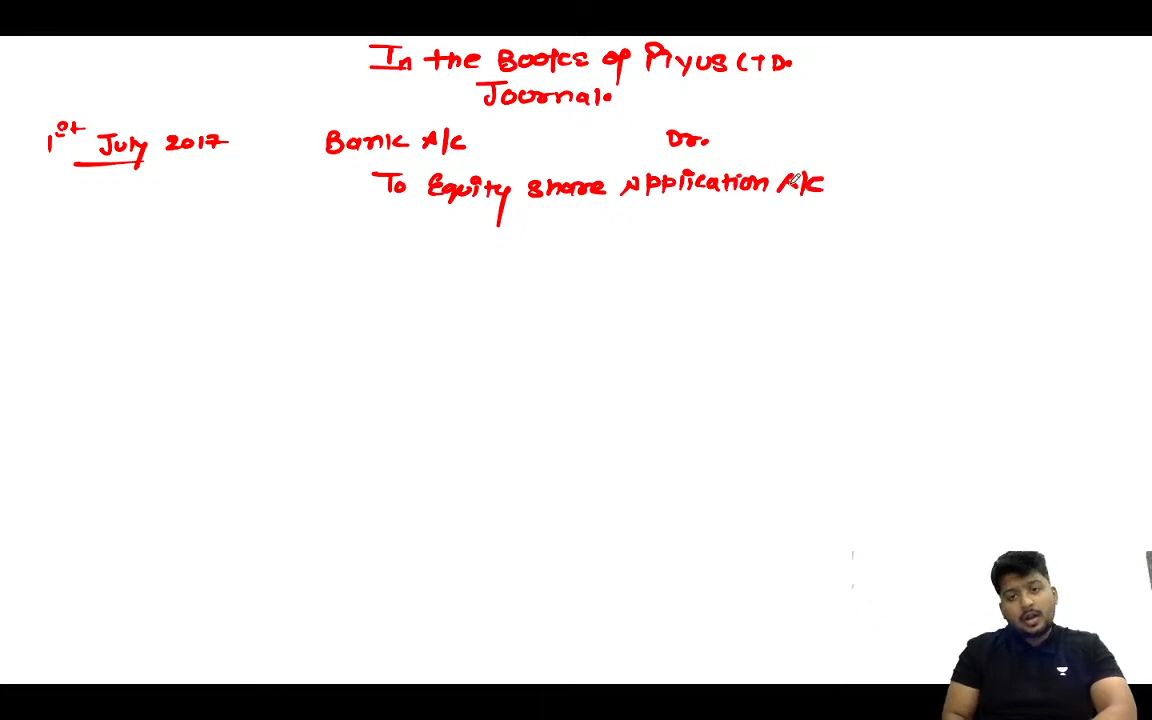 In the Books of Piyus LTD.
Journal.
1st July 2017 Bank A/c Dr.
To Equity Share Application A/c